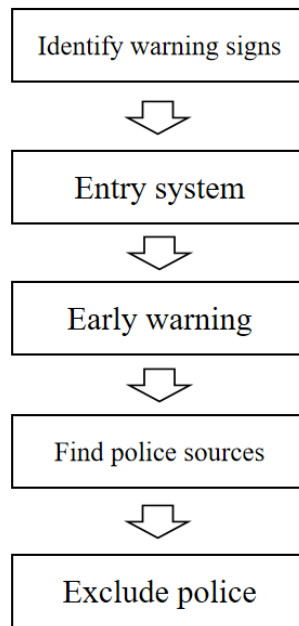 Identify warning signs
Entry system
Early warning
Find police sources
Exclude police